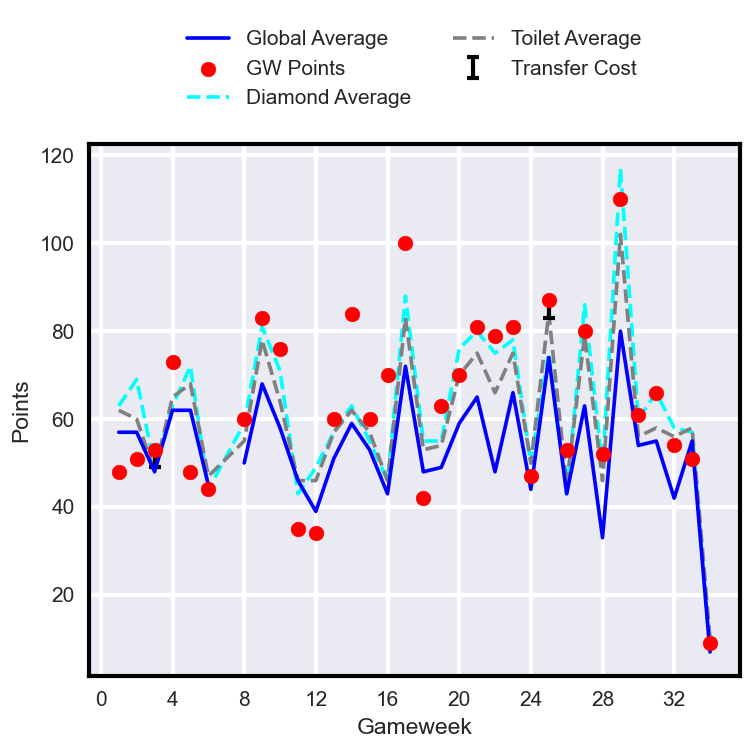 Global Average
GW Points
Diamond Average
Toilet Average
Transfer Cost
120
100
80
60
40
20
Points
0 4 8 12 16 20 24 28 32
Gameweek